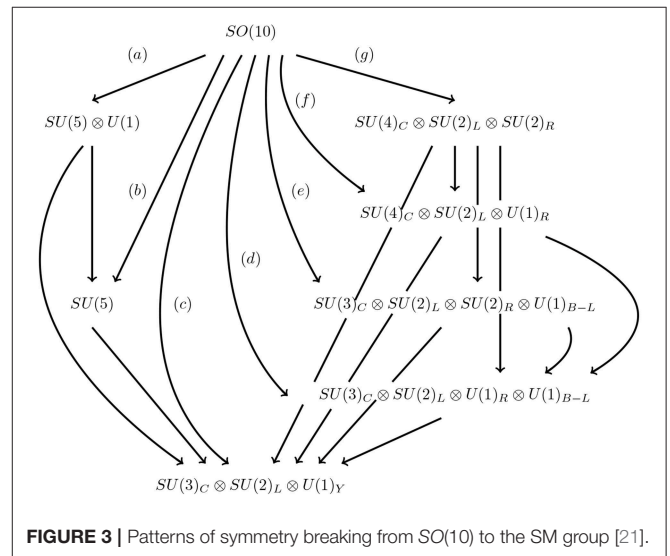 SO(10)
(a)
(g)
(f)
SU(5) ⊗ U(1)
SU(4)_C ⊗ SU(2)_L ⊗ SU(2)_R
(b)
(e)
SU(4)_C ⊗ SU(2)_L ⊗ U(1)_R
(d)
SU(5)
(c)
SU(3)_C ⊗ SU(2)_L ⊗ SU(2)_R ⊗ U(1)_{B−L}
SU(3)_C ⊗ SU(2)_L ⊗ U(1)_R ⊗ U(1)_{B−L}
SU(3)_C ⊗ SU(2)_L ⊗ U(1)_Y
FIGURE 3 | Patterns of symmetry breaking from SO(10) to the SM group [21].